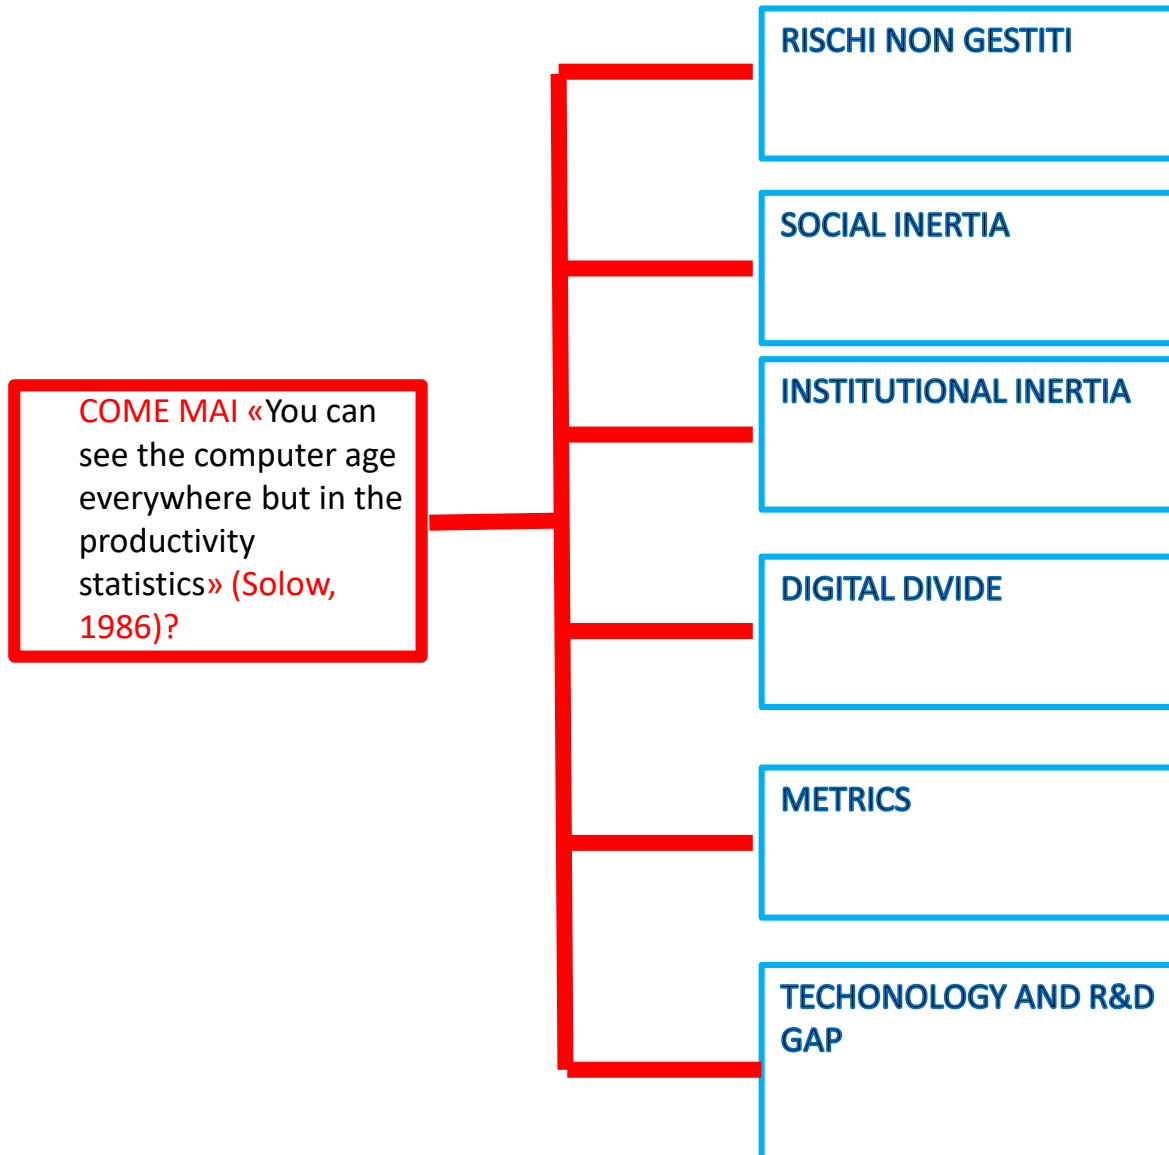 RISCHI NON GESTITI
SOCIAL INERTIA
INSTITUTIONAL INERTIA
COME MAI «You can
see the computer age
everywhere but in the
productivity
statistics» (Solow,
1986)?
DIGITAL DIVIDE
METRICS
TECHONOLOGY AND R&D
GAP